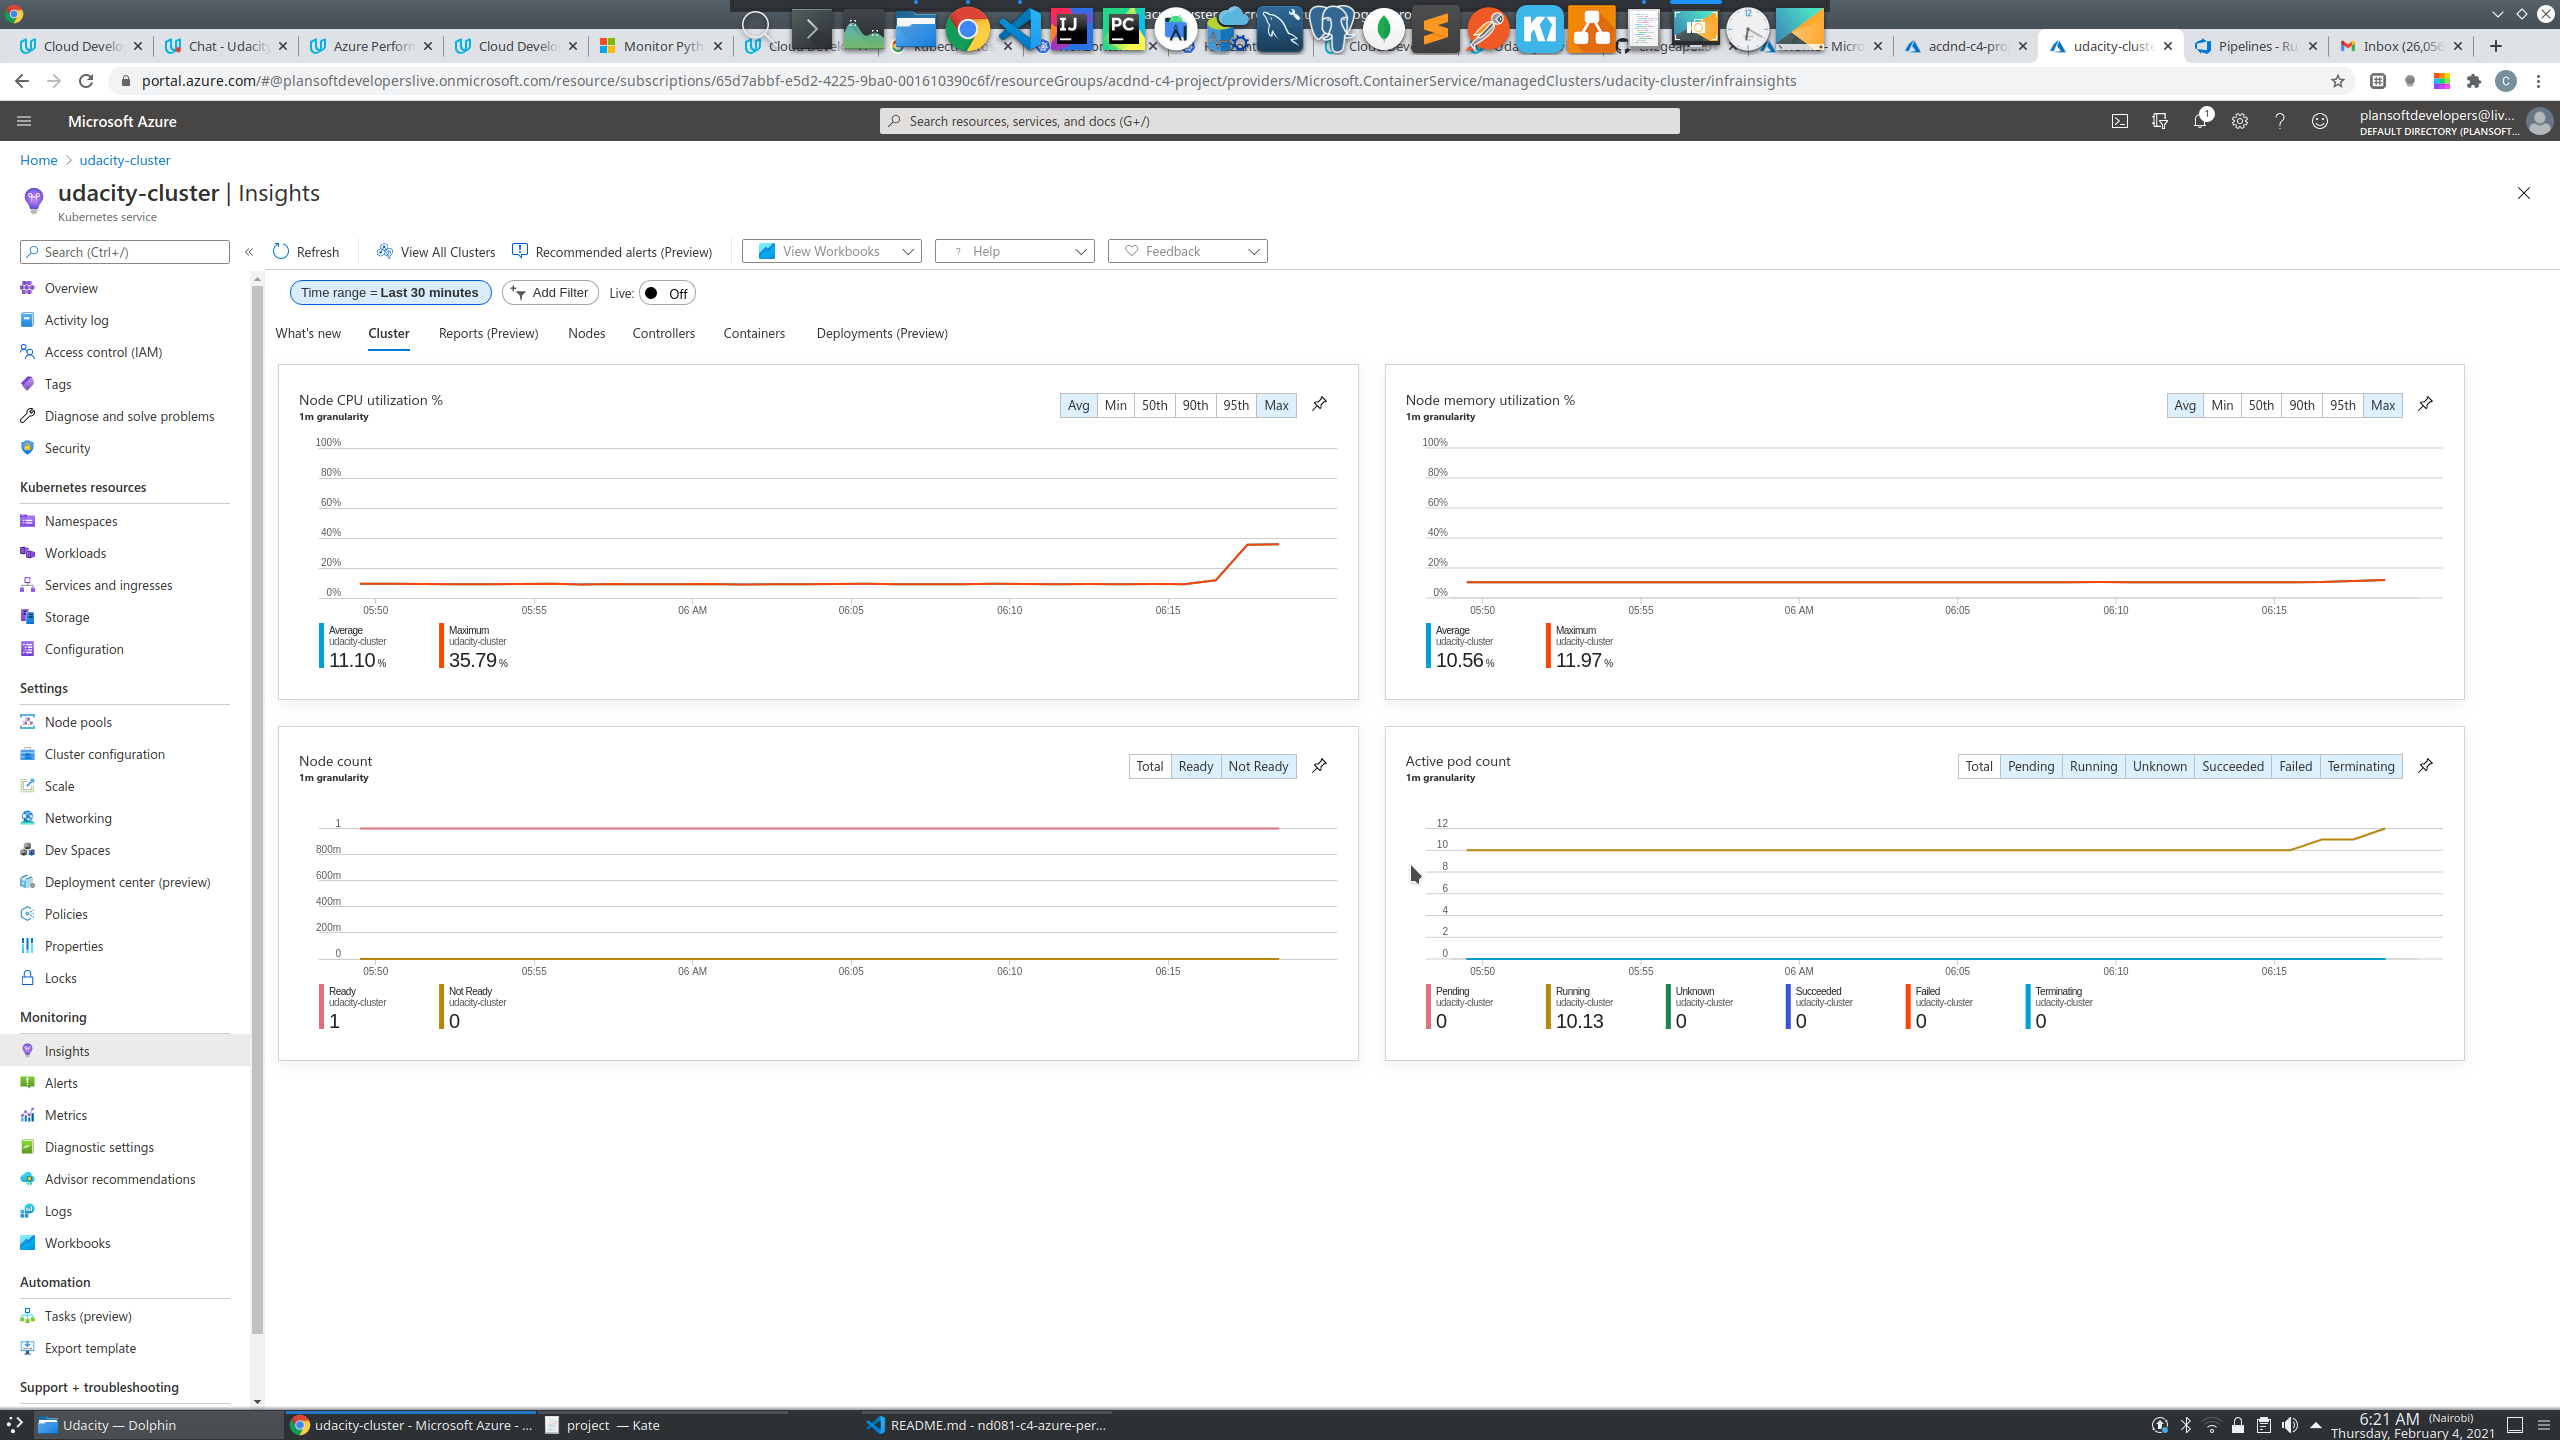 Cloud Develo
Chat - Udacity
Azure Perform
Cloud Develo
Monitor Pyth
acdnd-c4-pro
udacity-cluste
Pipelines - Ru
Inbox (26,056
portal.azure.com/#@plansoftdeveloperslive.onmicrosoft.com/resource/subscriptions/65d7abbf-e5d2-4225-9ba0-001610390c6f/resourceGroups/acdnd-c4-project/providers/Microsoft.ContainerService/managedClusters/udacity-cluster/infrainsights
Microsoft Azure
Search resources, services, and docs (G+/)
1
plansoftdevelopers@liv...
DEFAULT DIRECTORY (PLANSOFT...
Home > udacity-cluster
udacity-cluster | Insights
Kubernetes service
Search (Ctrl+/)
Refresh
View All Clusters
Recommended alerts (Preview)
View Workbooks
Help
Feedback
Time range = Last 30 minutes
Add Filter
Live: Off
What's new
Cluster
Reports (Preview)
Nodes
Controllers
Containers
Deployments (Preview)
Overview
Activity log
Access control (IAM)
Tags
Diagnose and solve problems
Security
Kubernetes resources
Namespaces
Workloads
Services and ingresses
Storage
Configuration
Settings
Node pools
Cluster configuration
Scale
Networking
Dev Spaces
Deployment center (preview)
Policies
Properties
Locks
Monitoring
Insights
Alerts
Metrics
Diagnostic settings
Advisor recommendations
Logs
Workbooks
Automation
Tasks (preview)
Export template
Support + troubleshooting
Node CPU utilization %
1m granularity
Avg Min 50th 90th 95th Max
100%
80%
60%
40%
20%
0%
05:50 05:55 06 AM 06:05 06:10 06:15
Average
udacity-cluster
11.10 %
Maximum
udacity-cluster
35.79 %
Node memory utilization %
1m granularity
Avg Min 50th 90th 95th Max
100%
80%
60%
40%
20%
0%
05:50 05:55 06 AM 06:05 06:10 06:15
Average
udacity-cluster
10.56 %
Maximum
udacity-cluster
11.97 %
Node count
1m granularity
Total Ready Not Ready
1
800m
600m
400m
200m
0
05:50 05:55 06 AM 06:05 06:10 06:15
Ready
udacity-cluster
1
Not Ready
udacity-cluster
0
Active pod count
1m granularity
Total Pending Running Unknown Succeeded Failed Terminating
12
10
8
6
4
2
0
05:50 05:55 06 AM 06:05 06:10 06:15
Pending
udacity-cluster
0
Running
udacity-cluster
10.13
Unknown
udacity-cluster
0
Succeeded
udacity-cluster
0
Failed
udacity-cluster
0
Terminating
udacity-cluster
0
Udacity — Dolphin
udacity-cluster - Microsoft Azure - ...
project — Kate
README.md - nd081-c4-azure-per...
6:21 AM (Nairobi)
Thursday, February 4, 2021